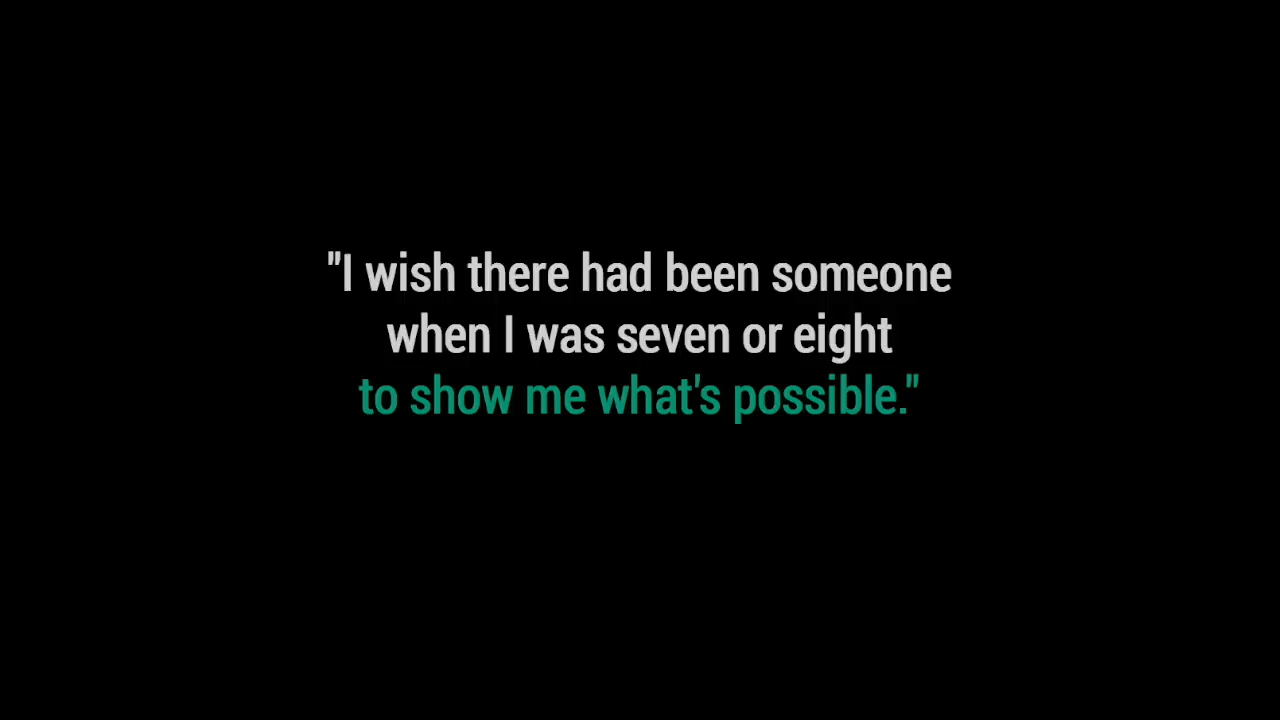 "I wish there had been someone
when I was seven or eight
to show me what's possible."